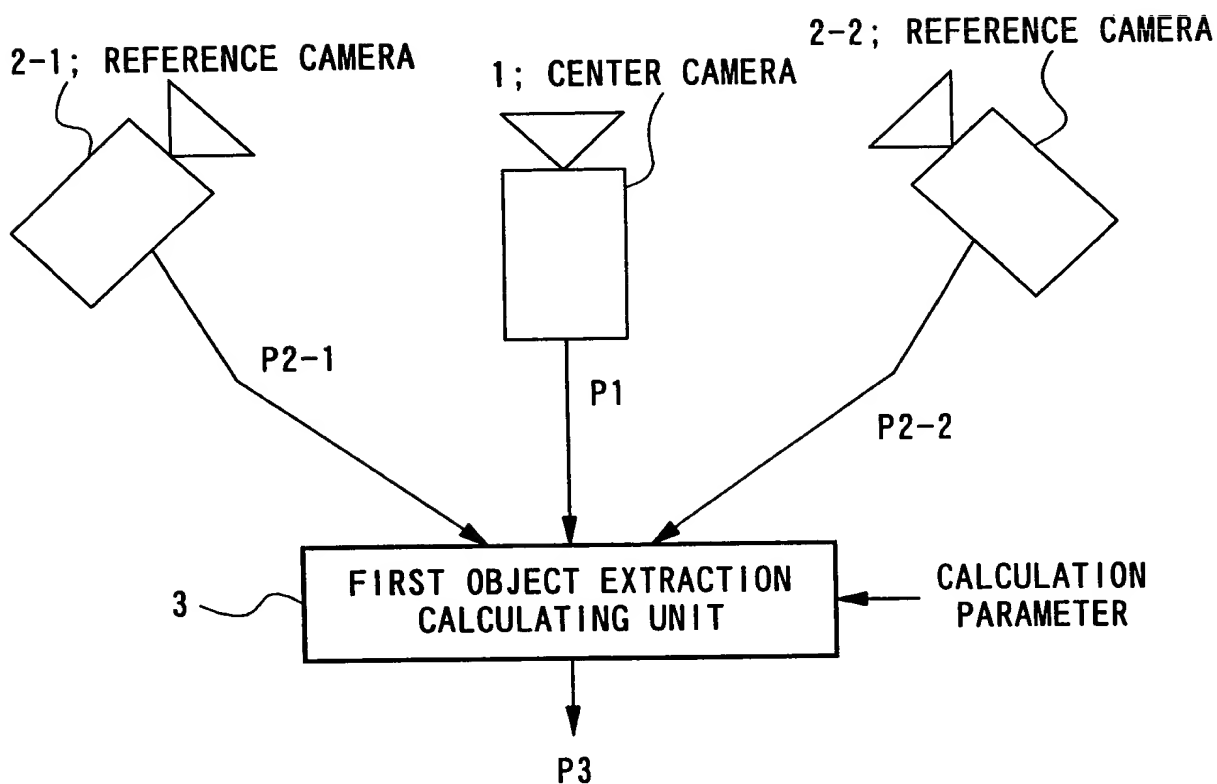 2-1; REFERENCE CAMERA
1; CENTER CAMERA
2-2; REFERENCE CAMERA
P2-1
P1
P2-2
3
FIRST OBJECT EXTRACTION
CALCULATING UNIT
CALCULATION
PARAMETER
P3